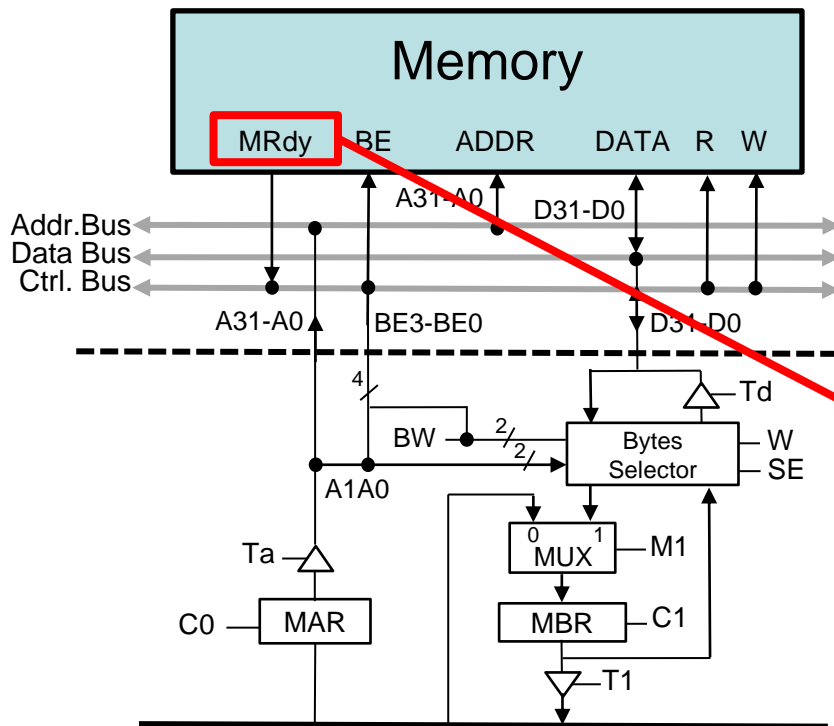 Memory
MRdy BE ADDR DATA R W
A31-A0 D31-D0
Addr.Bus
Data Bus
Ctrl. Bus
A31-A0 BE3-BE0 D31-D0
4
Td
BW 2 Bytes W
2 Selector SE
A1A0
0 1
Ta MUX M1
C0 MAR MBR C1
T1